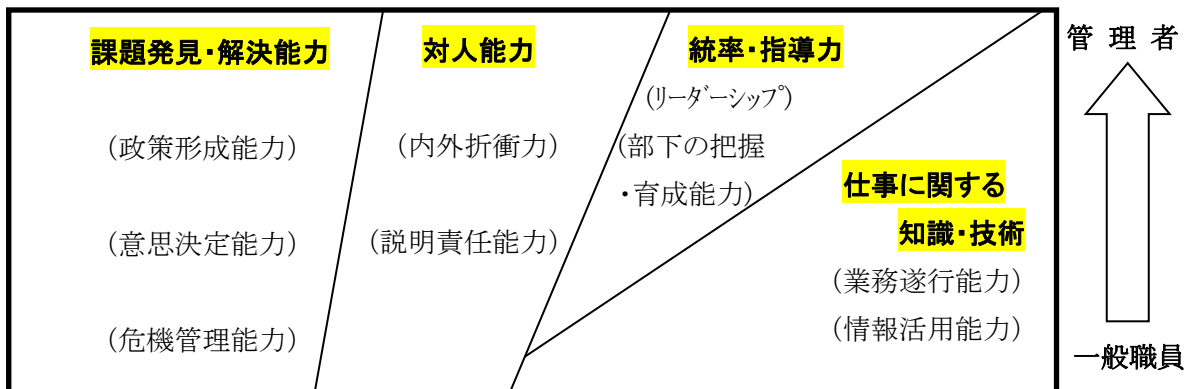 課題発見・解決能力
(政策形成能力)
(意思決定能力)
(危機管理能力)
対人能力
(内外折衝力)
(説明責任能力)
統率・指導力
(ﾘｰﾀﾞｰｼｯﾌﾟ)
(部下の把握
・育成能力)
仕事に関する
知識・技術
(業務遂行能力)
(情報活用能力)
管 理 者
一般職員